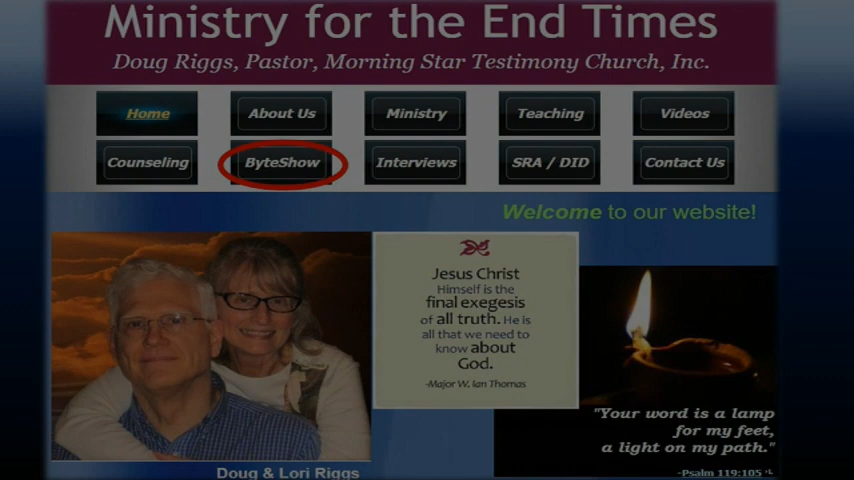 Ministry for the End Times
Doug Riggs, Pastor, Morning Star Testimony Church, Inc.
Home About Us Ministry Teaching Videos
Counseling ByteShow Interviews SRA / DID Contact Us
Welcome to our website!
Jesus Christ
Himself is the
final exegesis
of all truth. He is
all that we need to
know about
God.
-Major W. Ian Thomas
"Your word is a lamp
for my feet,
a light on my path."
-Psalm 119:105
Doug & Lori Riggs